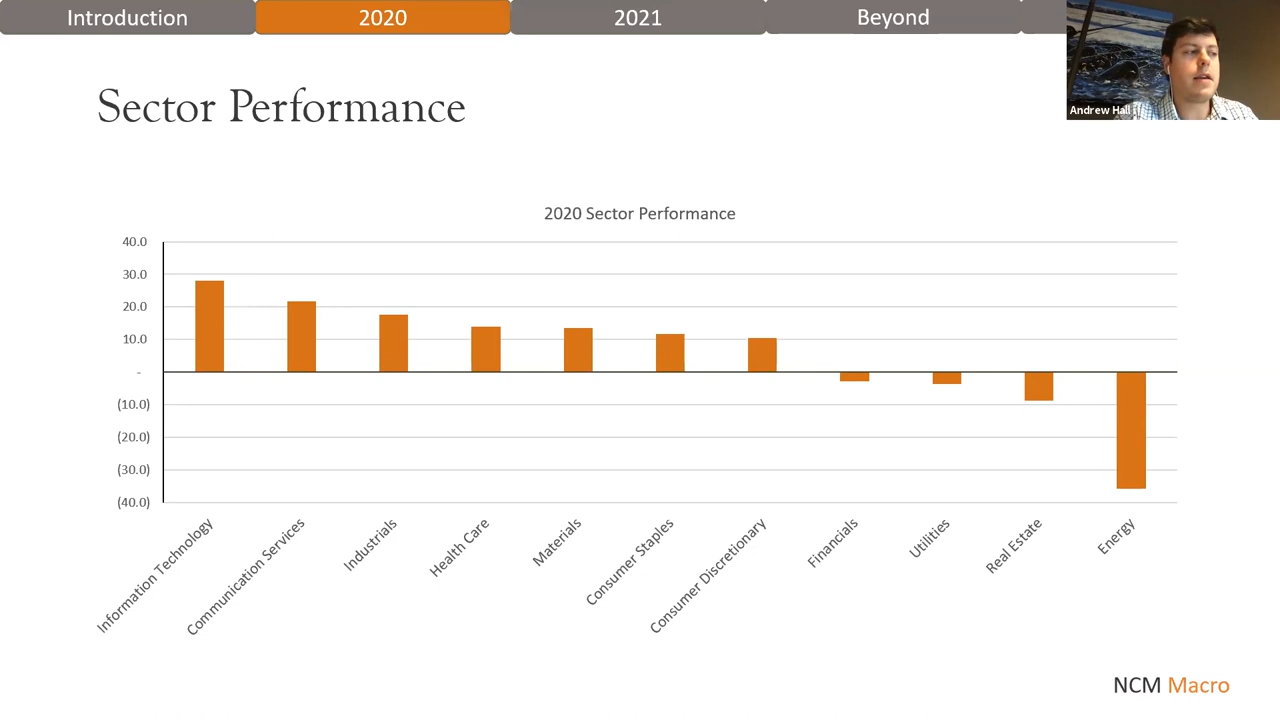 Introduction
2020
2021
Beyond
Andrew Hall
Sector Performance
2020 Sector Performance
40.0
30.0
20.0
10.0
-
(10.0)
(20.0)
(30.0)
(40.0)
Information Technology
Communication Services
Industrials
Health Care
Materials
Consumer Staples
Consumer Discretionary
Financials
Utilities
Real Estate
Energy
NCM Macro